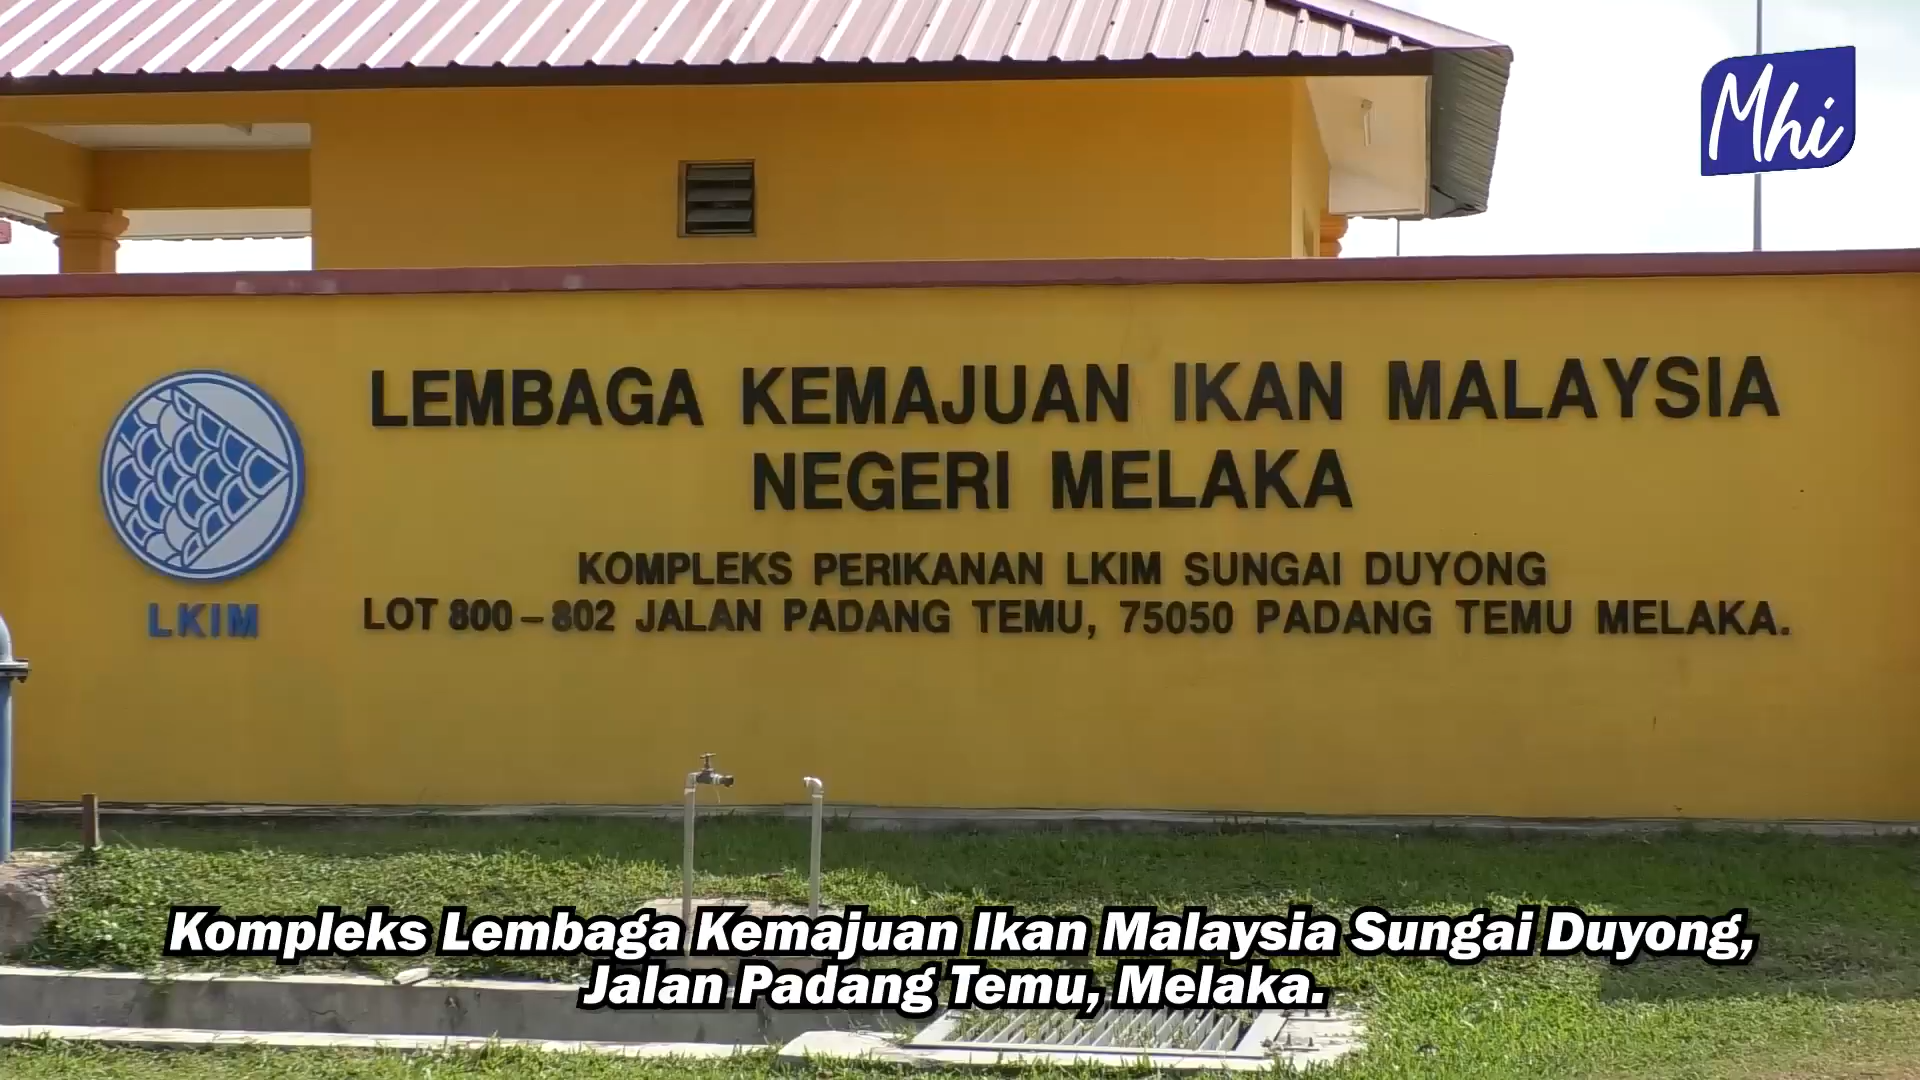 Mhi
LEMBAGA KEMAJUAN IKAN MALAYSIA
NEGERI MELAKA
KOMPLEKS PERIKANAN LKIM SUNGAI DUYONG
LOT 800 – 802 JALAN PADANG TEMU, 75050 PADANG TEMU MELAKA.
LKIM
Kompleks Lembaga Kemajuan Ikan Malaysia Sungai Duyong,
Jalan Padang Temu, Melaka.